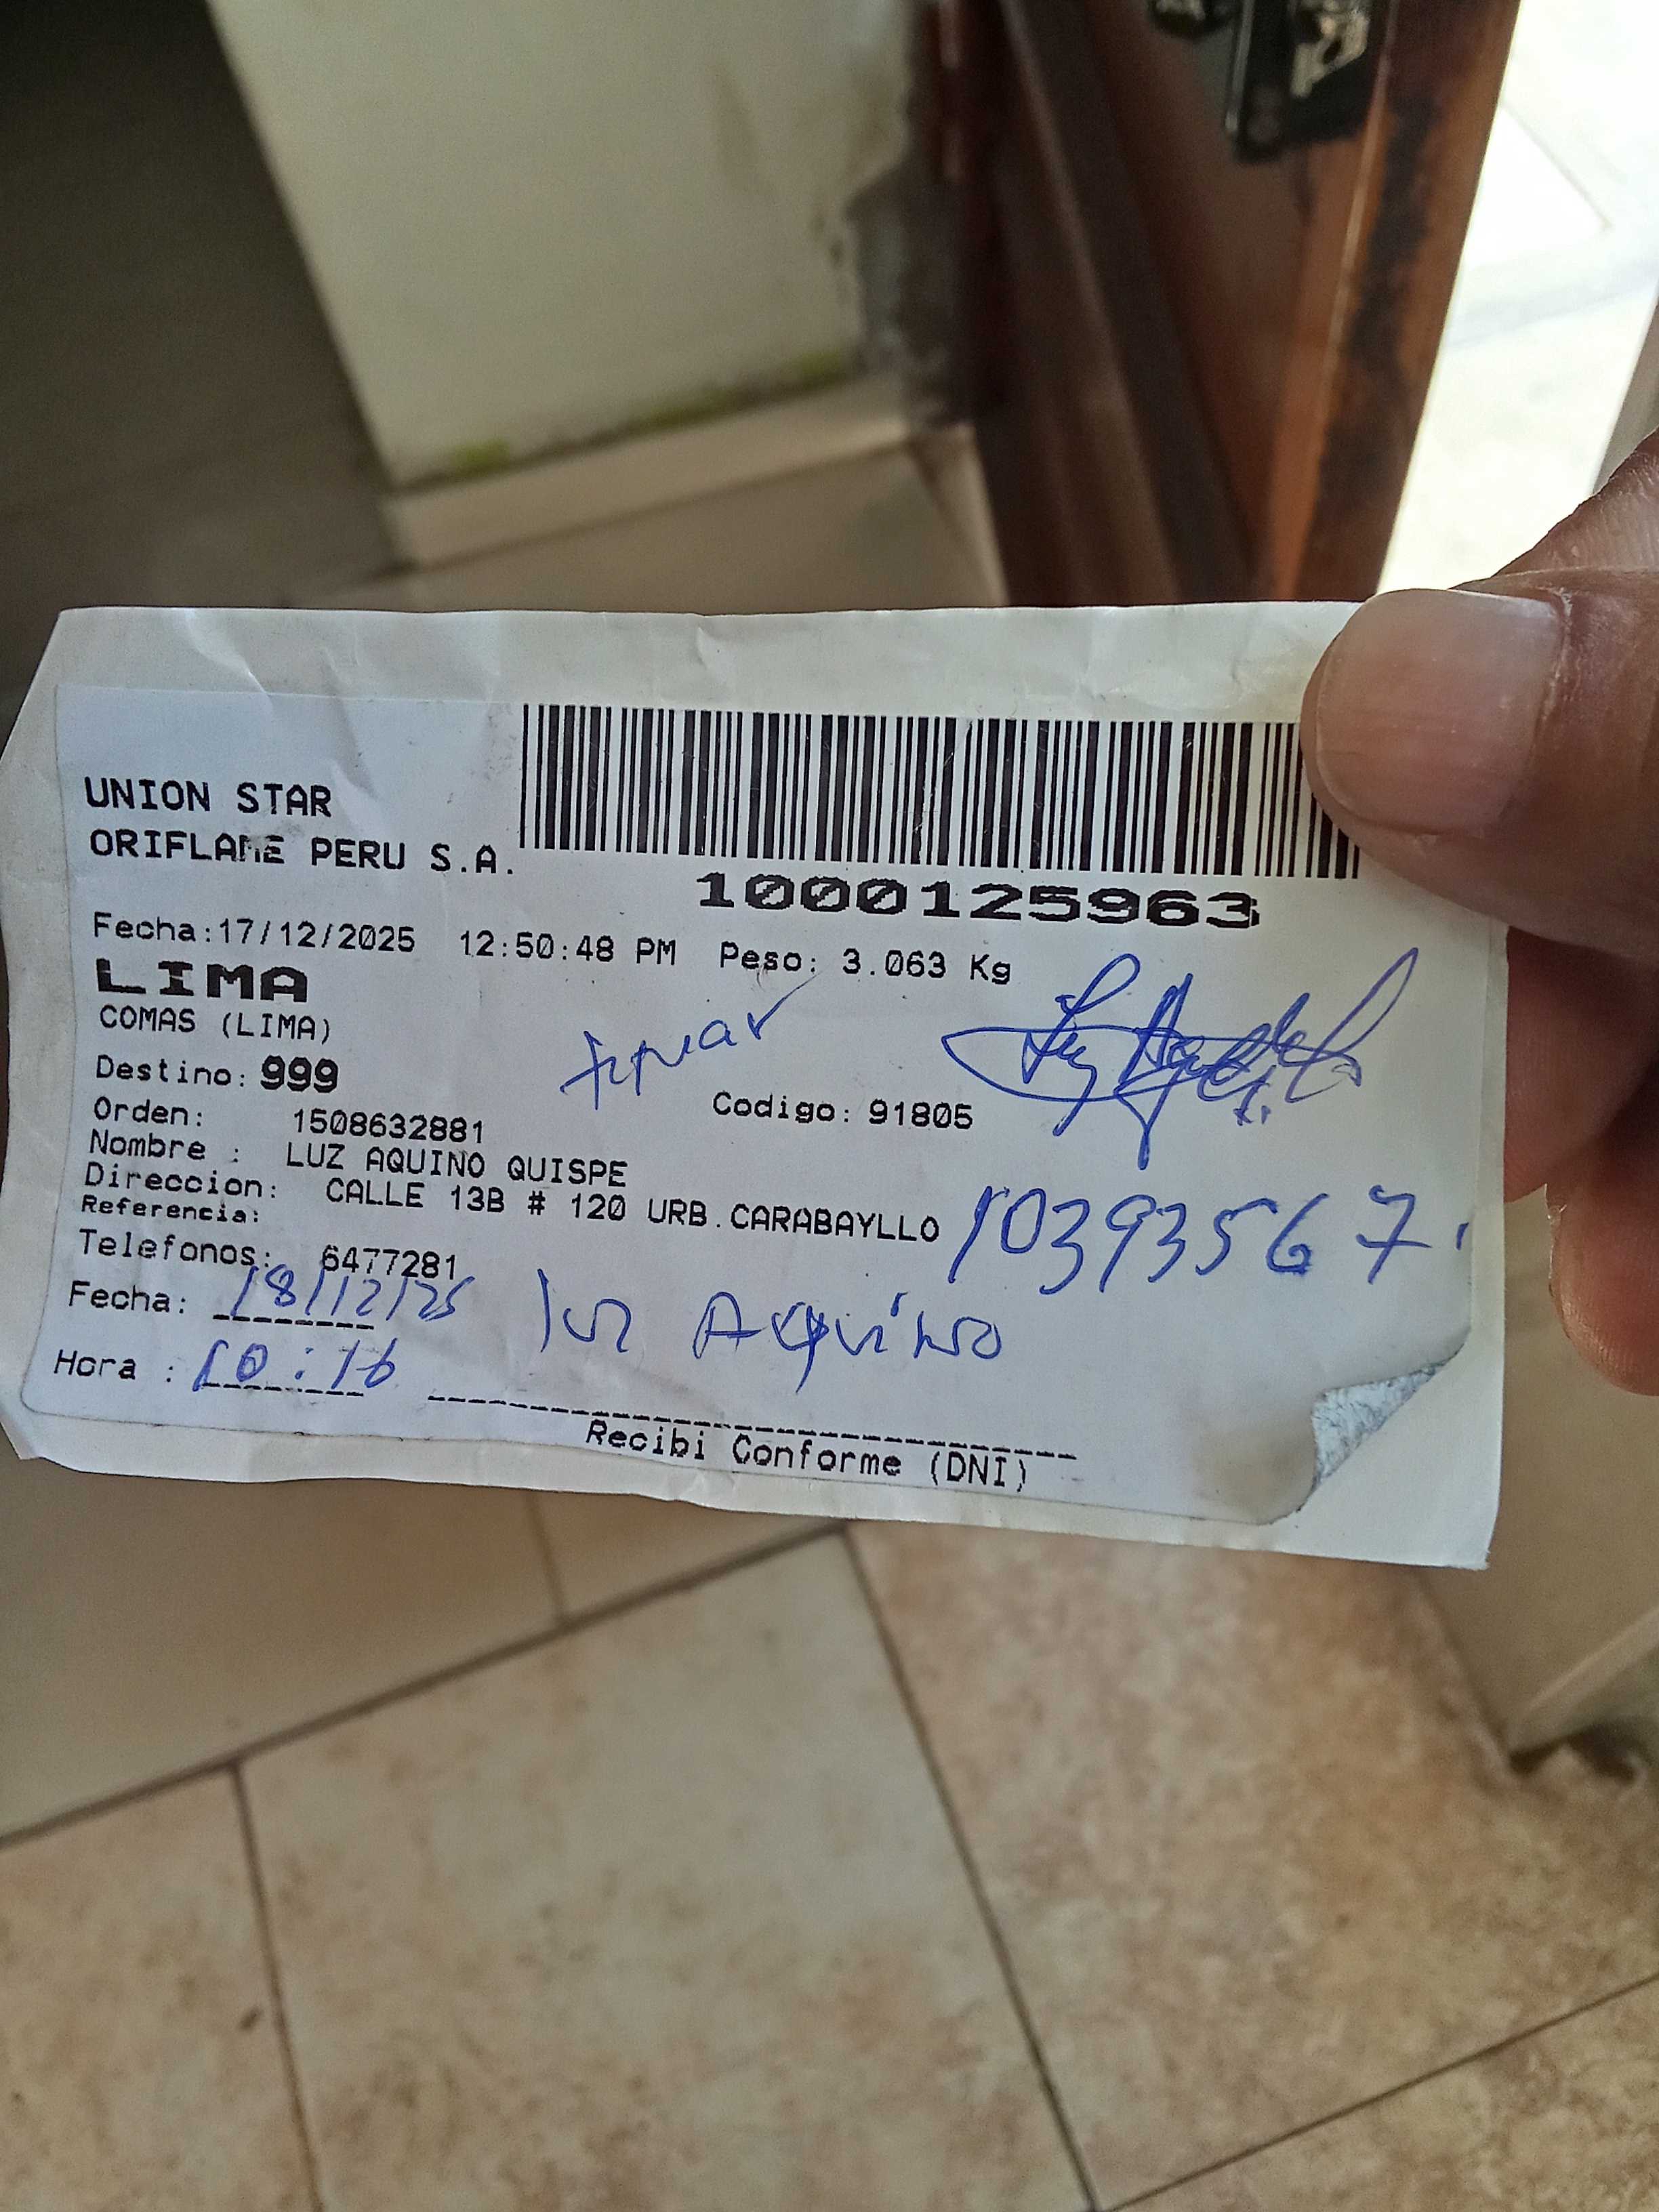 UNION STAR
ORIFLAME PERU S.A.
1000125963
Fecha:17/12/2025 12:50:48 PM Peso: 3.063 Kg
LIMA
COMAS (LIMA)
Destino: 999
Orden: 1508632881 Codigo: 91805
Nombre : LUZ AQUINO QUISPE
Direccion: CALLE 13B # 120 URB.CARABAYLLO
Referencia:
10393567
Telefonos: 6477281
Fecha: 18/12/25 luz Aquino
Hora : 10:16
Recibi Conforme (DNI)